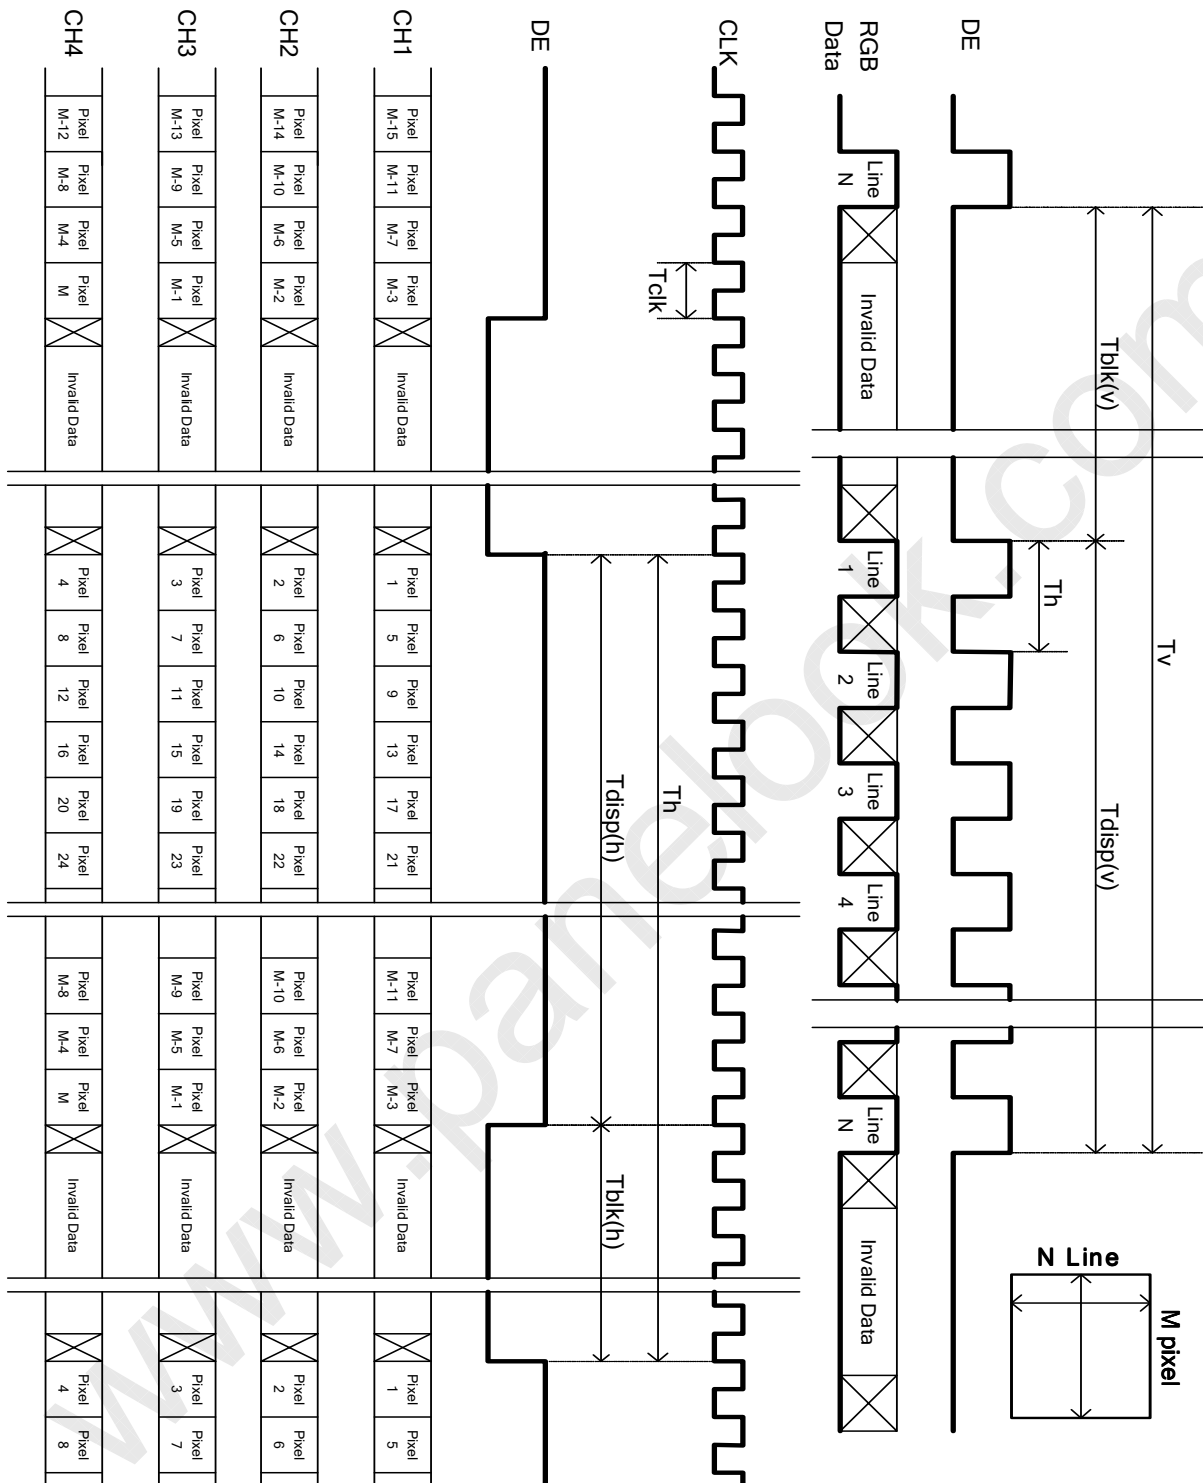 Tv
M pixel
N Line
Tblk(v) Tdisp(v)
Th
DE
RGB Line Invalid Data Line Line Line Line Line Invalid Data
Data N 1 2 3 4 N
CLK
Tclk
Th
Tdisp(h) Tblk(h)
DE
CH1
Pixel Pixel Pixel Pixel Invalid Data Pixel Pixel Pixel Pixel Pixel Pixel Pixel Pixel Pixel Invalid Data Pixel Pixel
M-15 M-11 M-7 M-3 1 5 9 13 17 21 M-11 M-7 M-3 1 5
CH2
Pixel Pixel Pixel Pixel Invalid Data Pixel Pixel Pixel Pixel Pixel Pixel Pixel Pixel Pixel Invalid Data Pixel Pixel
M-14 M-10 M-6 M-2 2 6 10 14 18 22 M-10 M-6 M-2 2 6
CH3
Pixel Pixel Pixel Pixel Invalid Data Pixel Pixel Pixel Pixel Pixel Pixel Pixel Pixel Pixel Invalid Data Pixel Pixel
M-13 M-9 M-5 M-1 3 7 11 15 19 23 M-9 M-5 M-1 3 7
CH4
Pixel Pixel Pixel Pixel Invalid Data Pixel Pixel Pixel Pixel Pixel Pixel Pixel Pixel Pixel Invalid Data Pixel Pixel
M-12 M-8 M-4 M 4 8 12 16 20 24 M-8 M-4 M 4 8
www.panelook.com